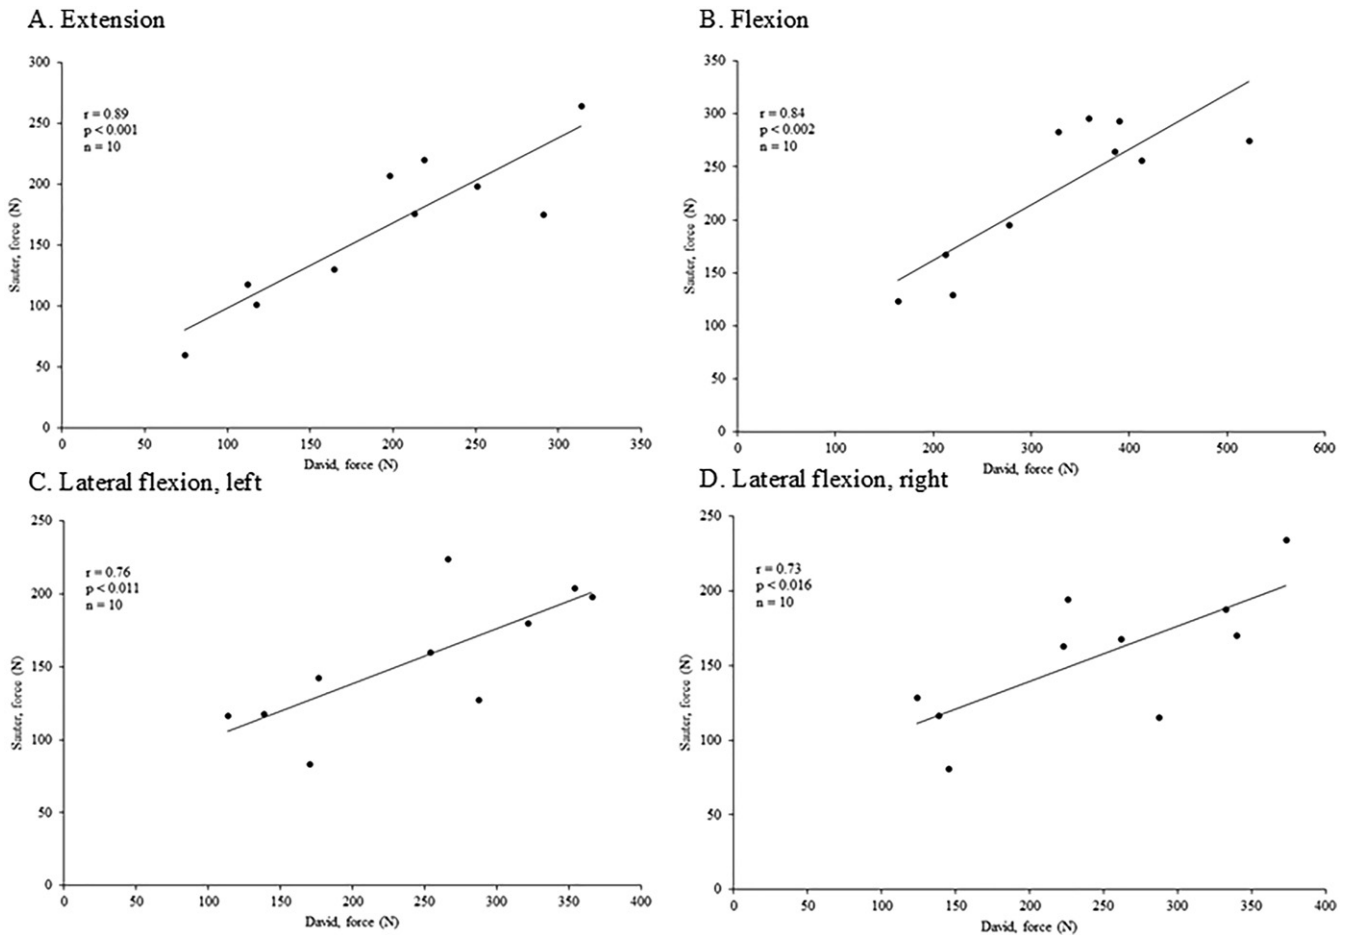 A. Extension
300
250
200
150
100
50
0
r = 0.89
p < 0.001
n = 10
Sauter, force (N)
0 50 100 150 200 250 300 350
David, force (N)
B. Flexion
350
300
250
200
150
100
50
0
r = 0.84
p < 0.002
n = 10
Sauter, force (N)
0 100 200 300 400 500 600
David, force (N)
C. Lateral flexion, left
250
200
150
100
50
0
r = 0.76
p < 0.011
n = 10
Sauter, force (N)
0 50 100 150 200 250 300 350 400
David, force (N)
D. Lateral flexion, right
250
200
150
100
50
0
r = 0.73
p < 0.016
n = 10
Sauter, force (N)
0 50 100 150 200 250 300 350 400
David, force (N)